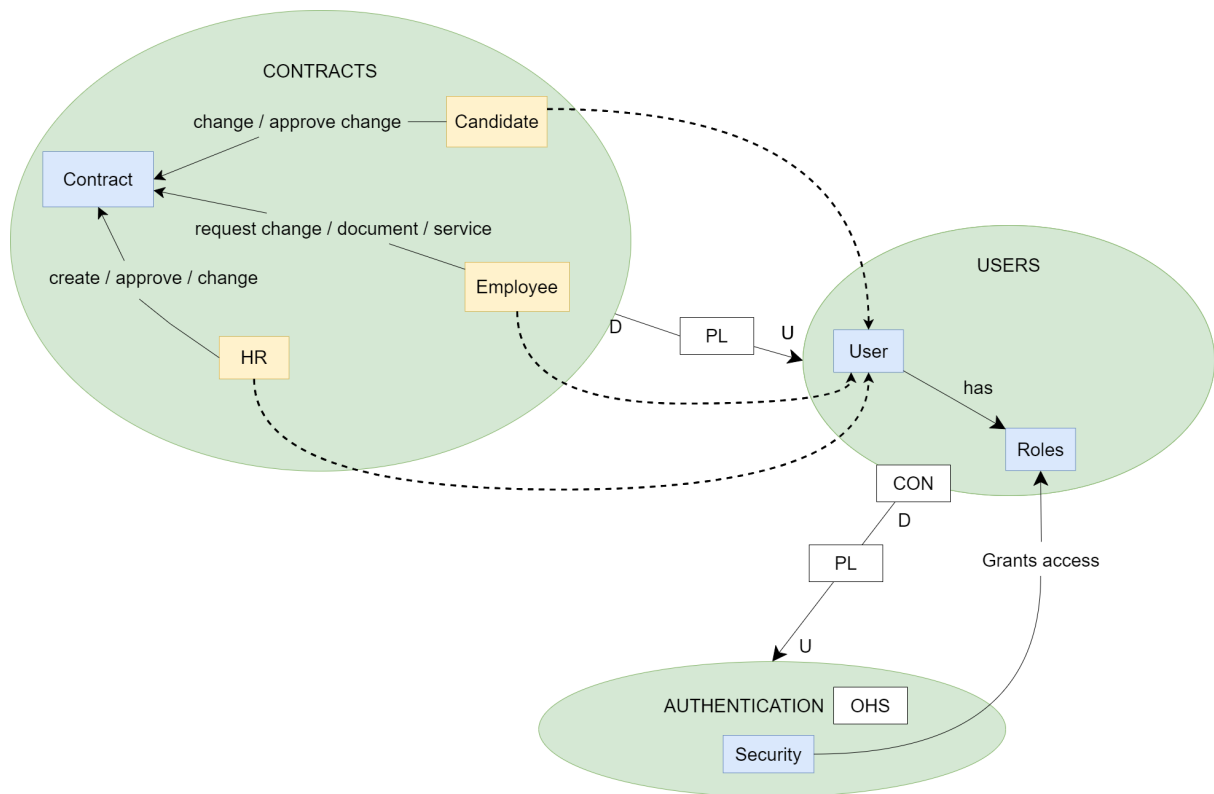 CONTRACTS
change / approve change
Candidate
Contract
request change / document / service
create / approve / change
Employee
HR
D
PL
U
USERS
User
has
Roles
CON
D
PL
U
Grants access
AUTHENTICATION
OHS
Security